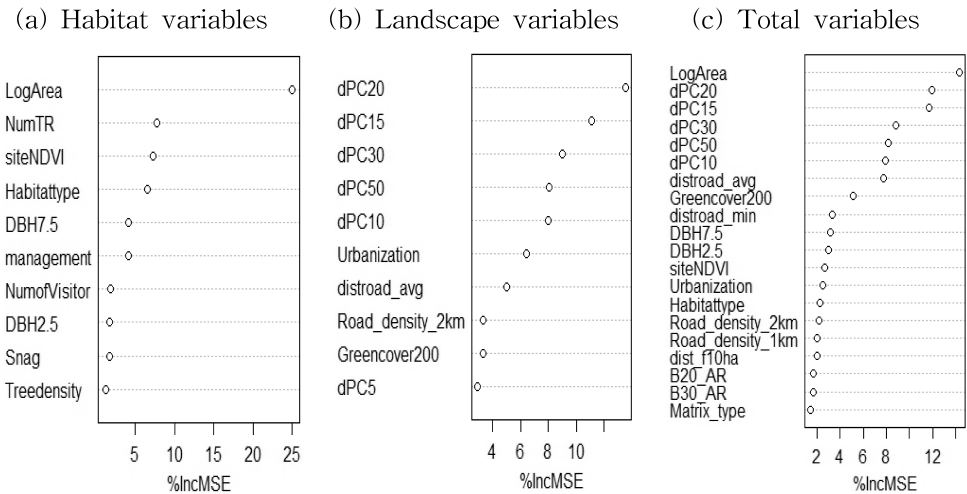 (a) Habitat variables
LogArea
NumTR
siteNDVI
Habitattype
DBH7.5
management
NumofVisitor
DBH2.5
Snag
Treedensity
5 10 15 20 25
%IncMSE
(b) Landscape variables
dPC20
dPC15
dPC30
dPC50
dPC10
Urbanization
distroad_avg
Road_density_2km
Greencover200
dPC5
4 6 8 10
%IncMSE
(c) Total variables
LogArea
dPC20
dPC15
dPC30
dPC50
dPC10
distroad_avg
Greencover200
distroad_min
DBH7.5
DBH2.5
siteNDVI
Urbanization
Habitattype
Road_density_2km
Road_density_1km
dist_f10ha
B20_AR
B30_AR
Matrix_type
2 4 6 8 12
%IncMSE